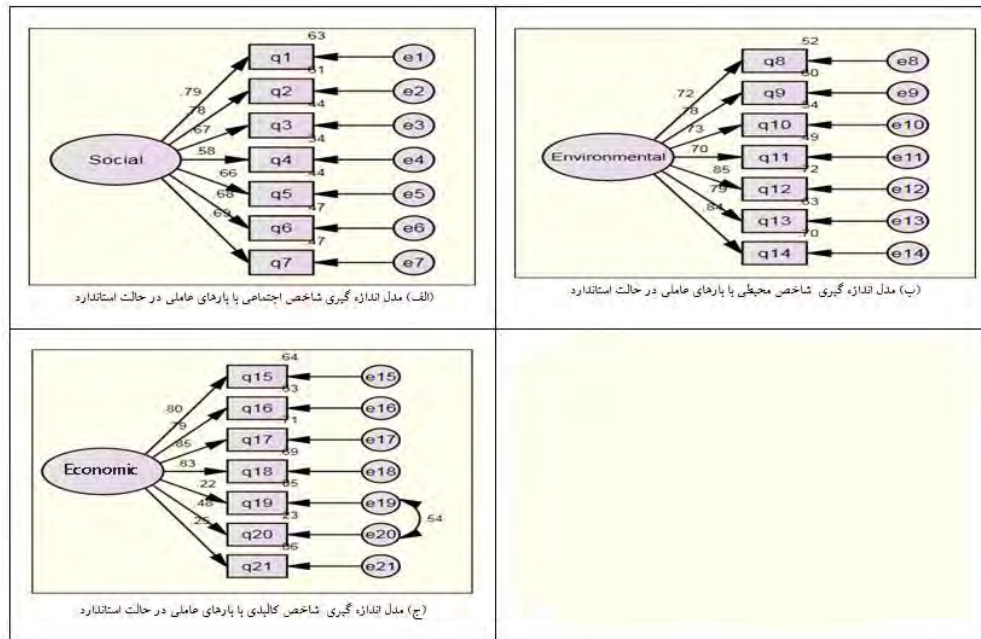 .63
q1
e1
.61
q2
e2
.44
q3
e3
.34
q4
e4
.44
q5
e5
.47
q6
e6
.47
q7
e7
Social
.79
.78
.67
.58
.66
.68
.69
(الف) مدل اندازه گیری شاخص اجتماعی با بارهای عاملی در حالت استاندارد
.52
q8
e8
.60
q9
e9
.54
q10
e10
.49
q11
e11
.72
q12
e12
.63
q13
e13
.70
q14
e14
Environmental
.72
.78
.73
.70
.85
.79
.84
(ب) مدل اندازه گیری شاخص محیطی با بارهای عاملی در حالت استاندارد
.64
q15
e15
.63
q16
e16
.71
q17
e17
.69
q18
e18
.05
q19
e19
.23
q20
e20
.06
q21
e21
.54
Economic
.80
.79
.85
.83
.22
.48
.25
(ج) مدل اندازه گیری شاخص کالبدی با بارهای عاملی در حالت استاندارد